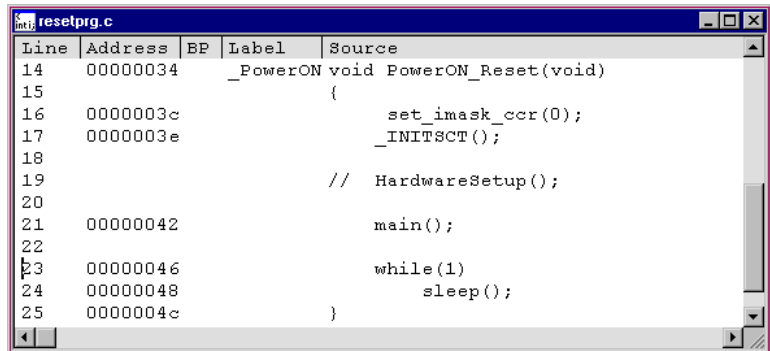 int i; resetprg.c
Line Address BP Label Source
14 00000034 _PowerON void PowerON_Reset(void)
15 {
16 0000003c set_imask_ccr(0);
17 0000003e _INITSCT();
18
19 // HardwareSetup();
20
21 00000042 main();
22
23 00000046 while(1)
24 00000048 sleep();
25 0000004c }